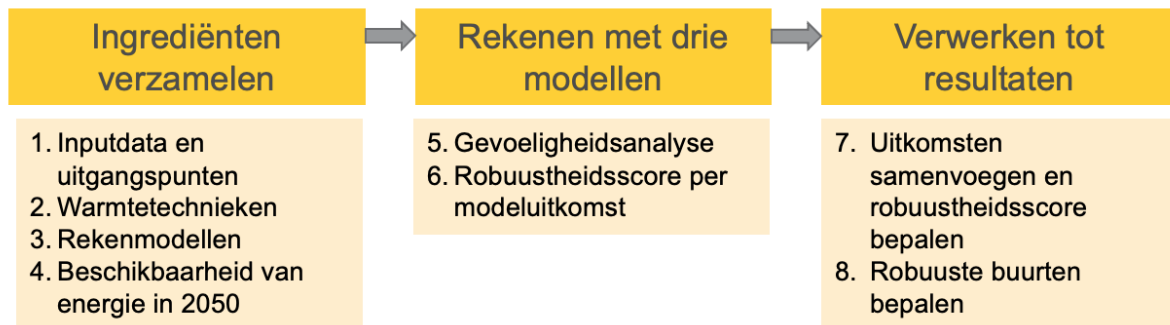 Ingrediënten
verzamelen
1. Inputdata en
uitgangspunten
2. Warmtetechnieken
3. Rekenmodellen
4. Beschikbaarheid van
energie in 2050
Rekenen met drie
modellen
5. Gevoeligheidsanalyse
6. Robuustheidsscore per
modeluitkomst
Verwerken tot
resultaten
7. Uitkomsten
samenvoegen en
robuustheidsscore
bepalen
8. Robuuste buurten
bepalen